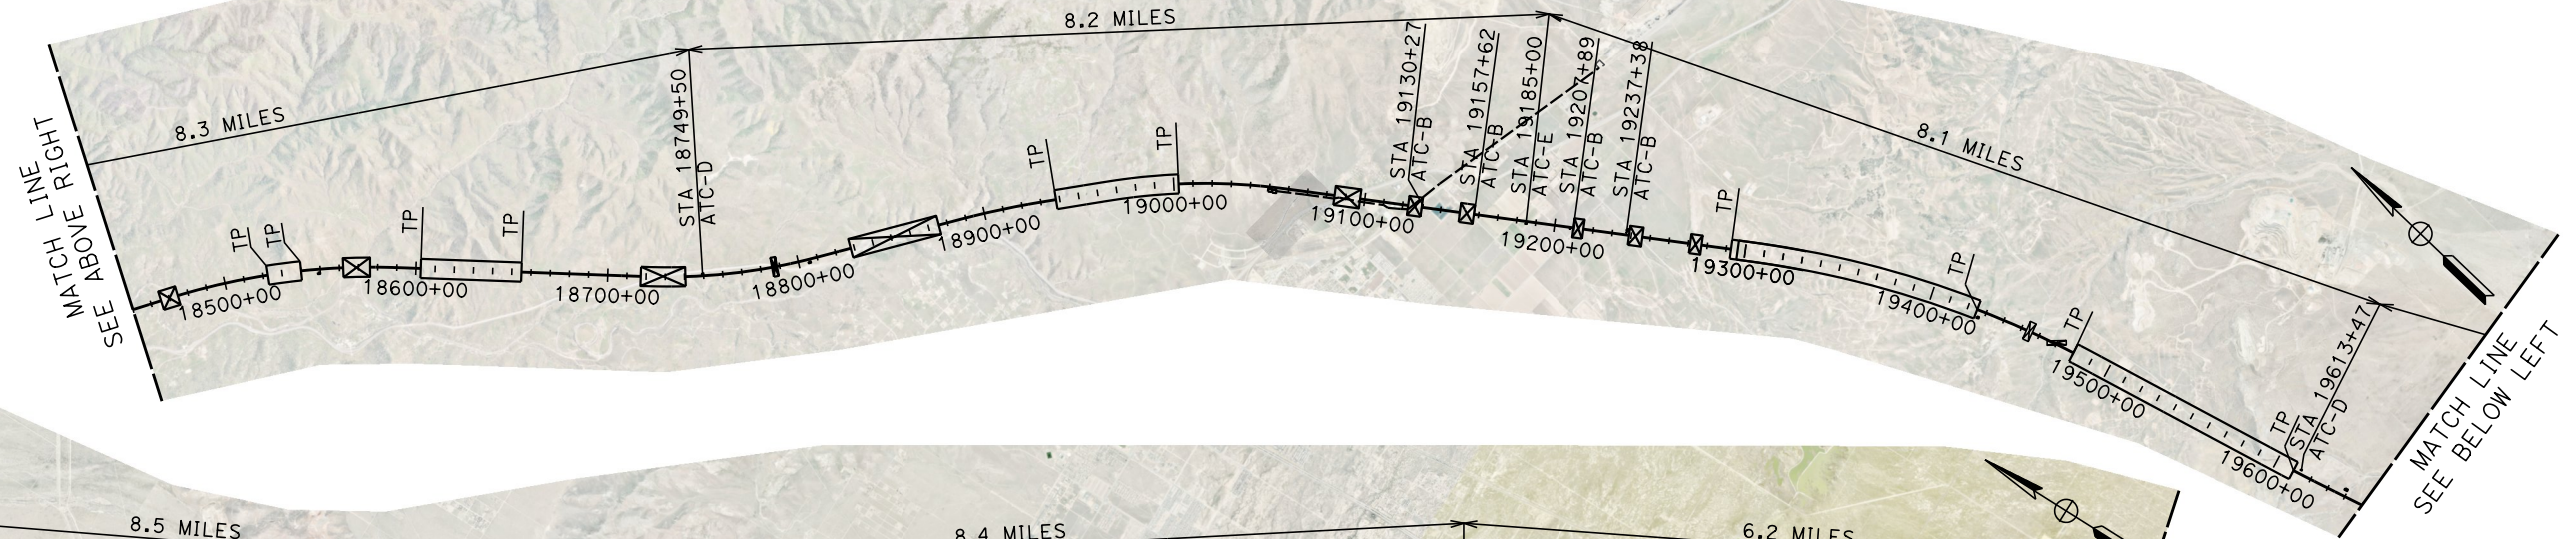 8.2 MILES
8.3 MILES
8.1 MILES
MATCH LINE
SEE ABOVE RIGHT
STA 18749+50
ATC-D
STA 19130+27
ATC-B
STA 19157+62
ATC-B
STA 19185+00
ATC-E
STA 19207+89
ATC-B
STA 19237+38
ATC-B
TP
TP
TP
TP
TP
TP
TP
TP
TP
TP
18500+00
18600+00
18700+00
18800+00
18900+00
19000+00
19100+00
19200+00
19300+00
19400+00
19500+00
19600+00
STA 19613+47
ATC-D
MATCH LINE
SEE BELOW LEFT
8.5 MILES
8.4 MILES
6.2 MILES